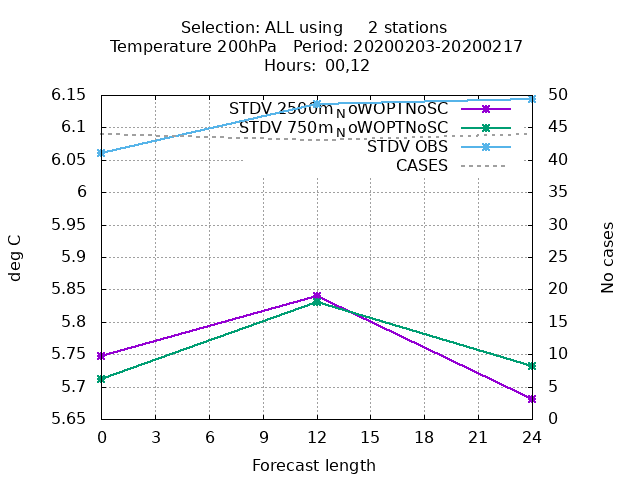 Selection: ALL using 2 stations
Temperature 200hPa Period: 20200203-20200217
Hours: 00,12
6.15
6.1
6.05
6
5.95
5.9
5.85
5.8
5.75
5.7
5.65
50
45
40
35
30
25
20
15
10
5
0
STDV 2500m_NoWOPTNoSC
STDV 750m_NoWOPTNoSC
STDV OBS
CASES
deg C
No cases
0 3 6 9 12 15 18 21 24
Forecast length